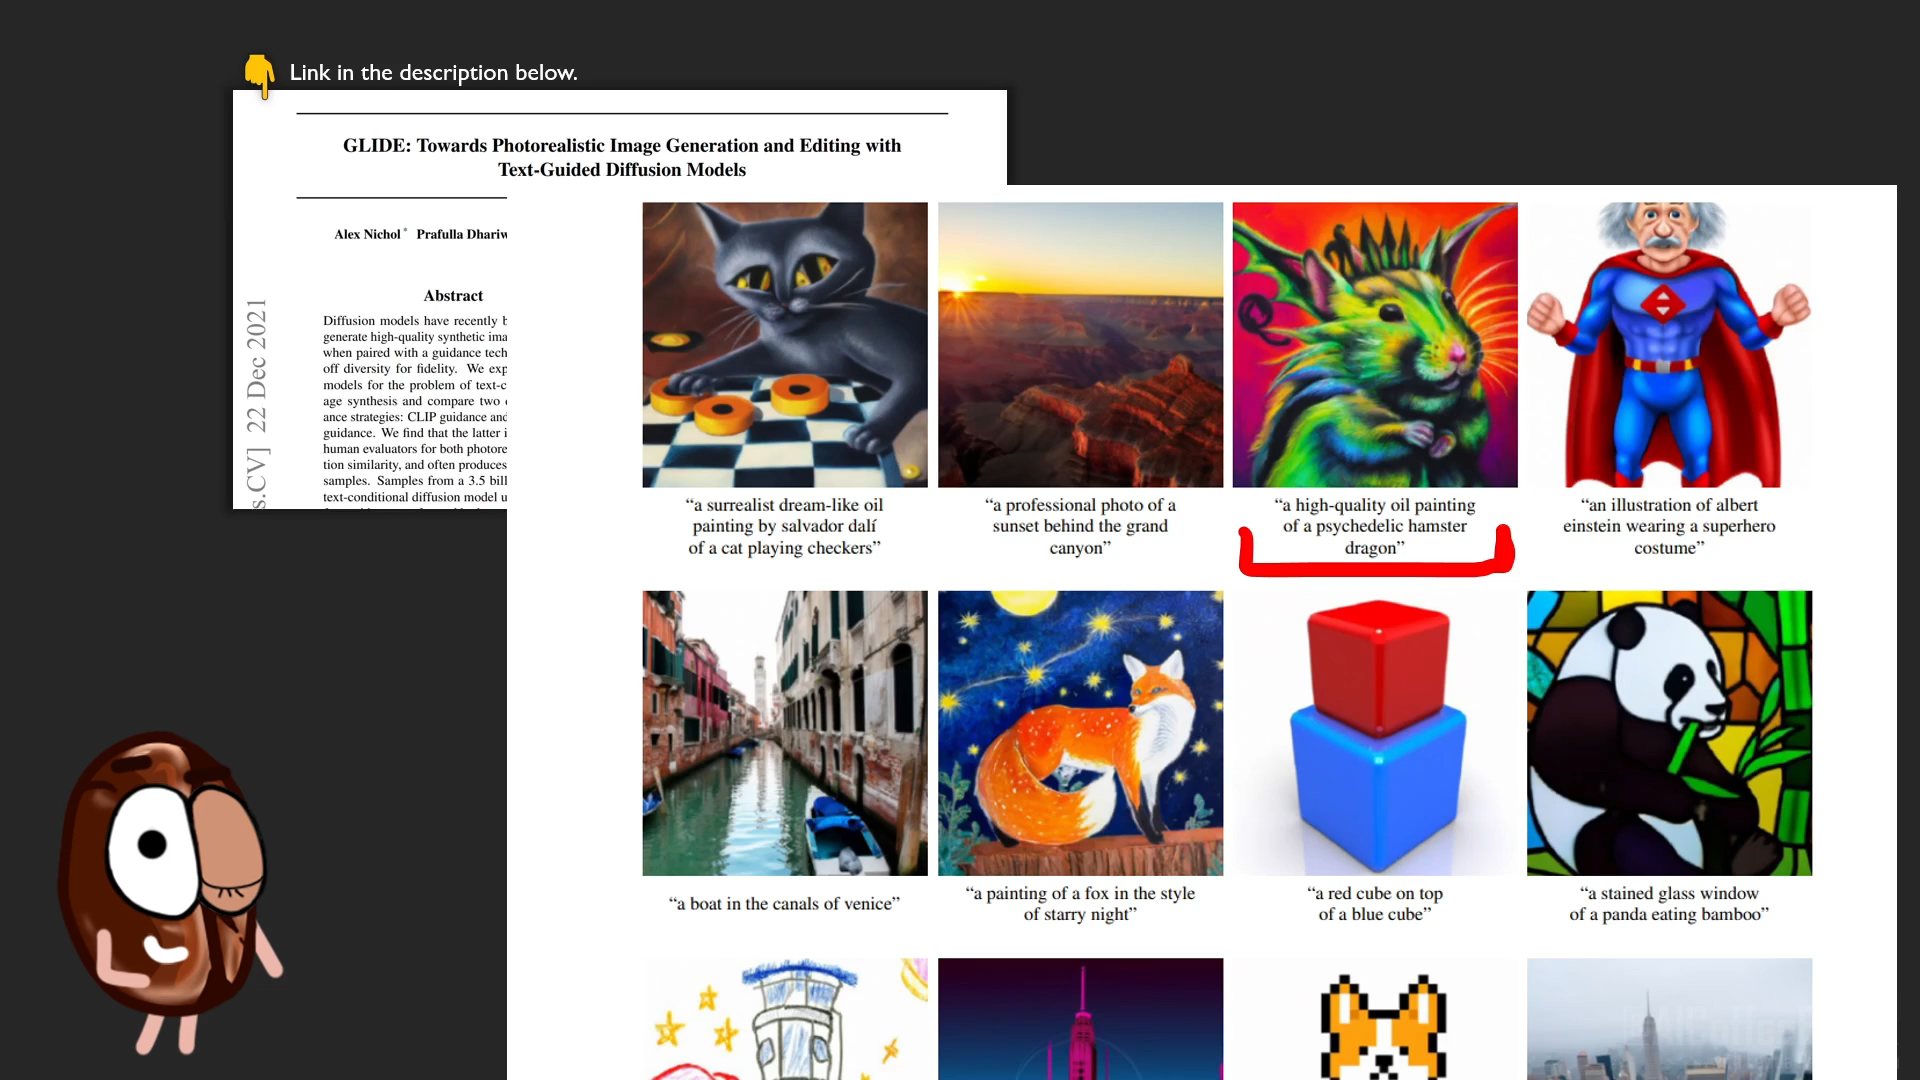 Link in the description below.
GLIDE: Towards Photorealistic Image Generation and Editing with
Text-Guided Diffusion Models
Alex Nichol* Prafulla
Abstract
Diffusion models have recently
generate high-quality synthetic
when paired with a guidance
off diversity for fidelity. We
models for the problem of
age synthesis and compare two
ance strategies: CLIP guidance and
guidance. We find that the latter
human evaluators for both
tion similarity, and often produces
samples. Samples from a 3.5
text-conditional diffusion model
s.CV] 22 Dec 2021
“a surrealist dream-like oil
painting by salvador dalí
of a cat playing checkers”
“a professional photo of a
sunset behind the grand
canyon”
“a high-quality oil painting
of a psychedelic hamster
dragon”
“an illustration of albert
einstein wearing a superhero
costume”
“a boat in the canals of venice”
“a painting of a fox in the style
of starry night”
“a red cube on top
of a blue cube”
“a stained glass window
of a panda eating bamboo”